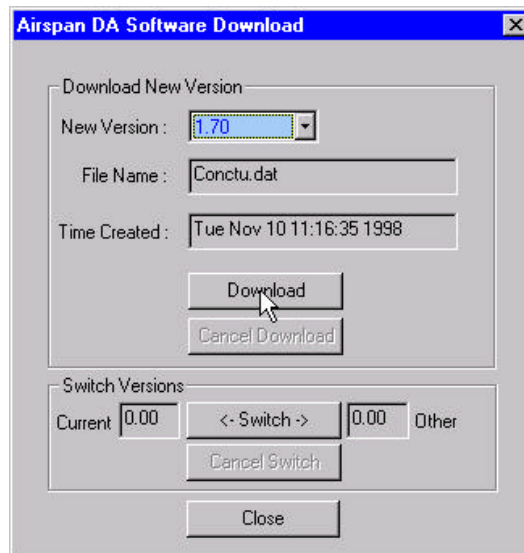 Airspan DA Software Download
Download New Version
New Version : 1.70
File Name : Conctu.dat
Time Created : Tue Nov 10 11:16:35 1998
Download
Cancel Download
Switch Versions
Current 0.00 <- Switch -> 0.00 Other
Cancel Switch
Close